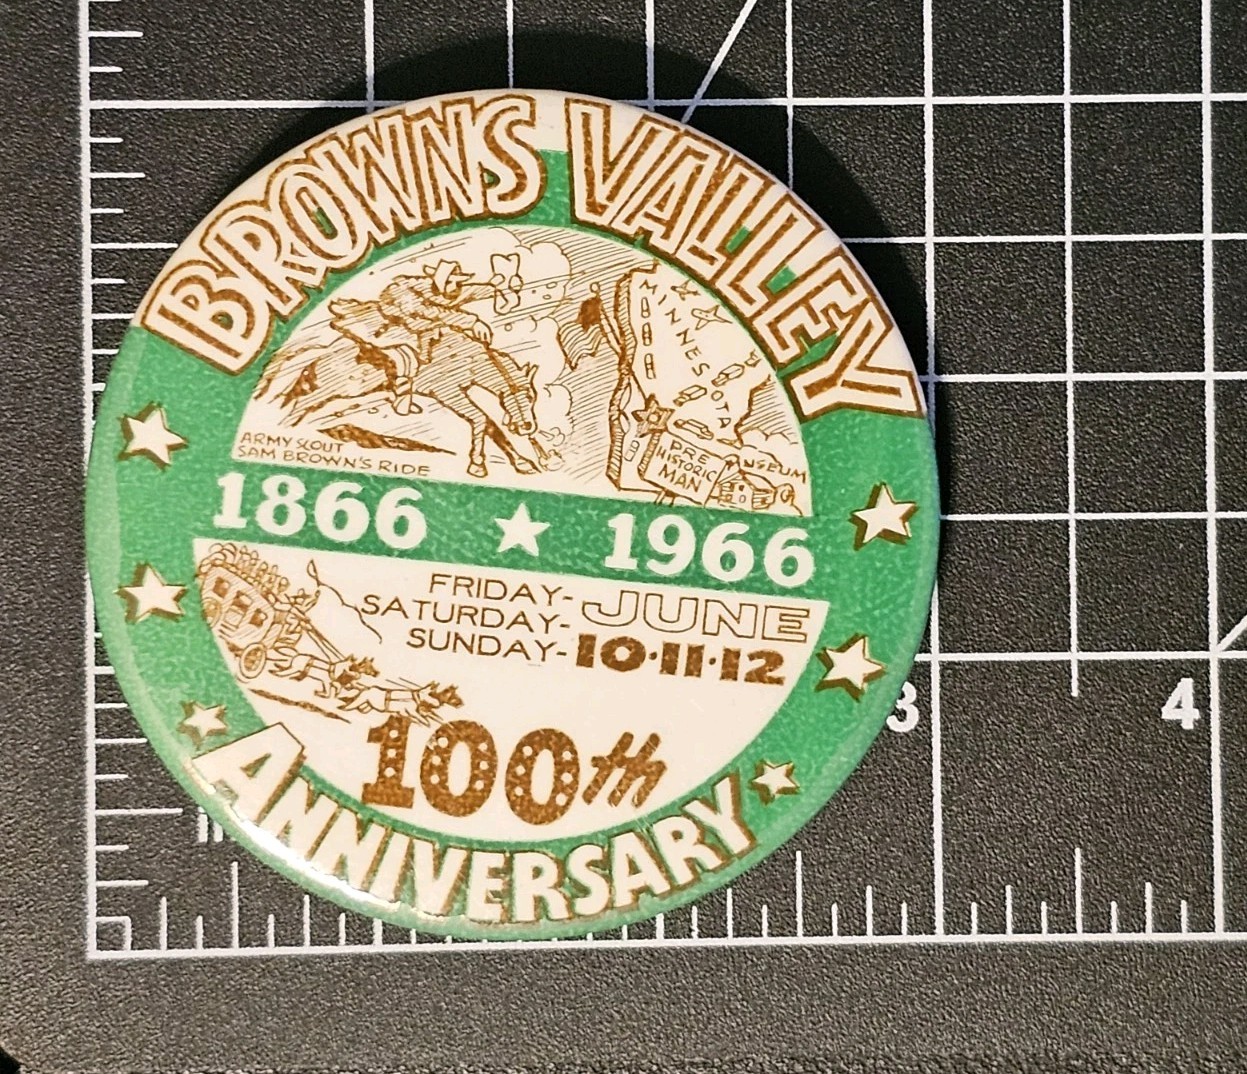 BROWNS VALLEY
MINNESOTA
ARMY SCOUT
SAM BROWN'S RIDE
PRE
HISTORIC
MAN
1866 1966
FRIDAY-
SATURDAY-
SUNDAY-
JUNE
10·11·12
100th
ANNIVERSARY
3
4